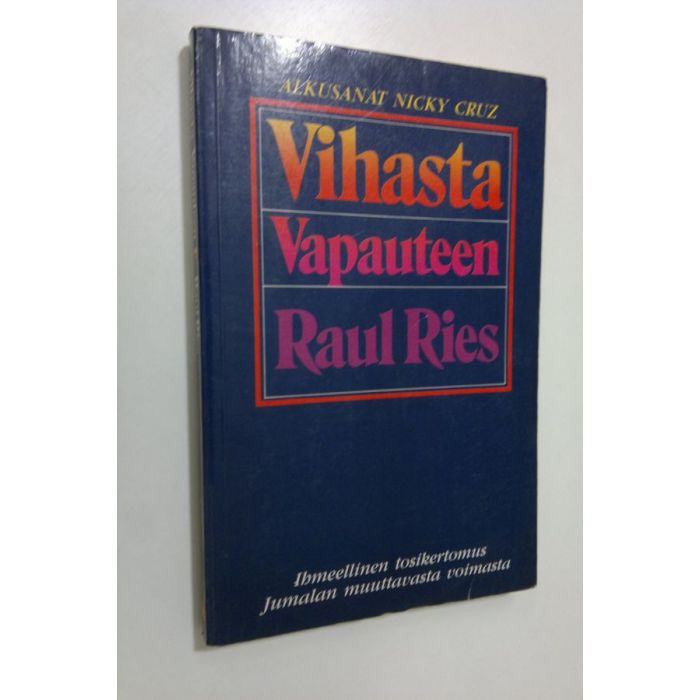 ALKUSANAT NICKY CRUZ
Vihasta
Vapauteen
Raul Ries
Ihmeellinen tosikertomus
Jumalan muuttavasta voimasta